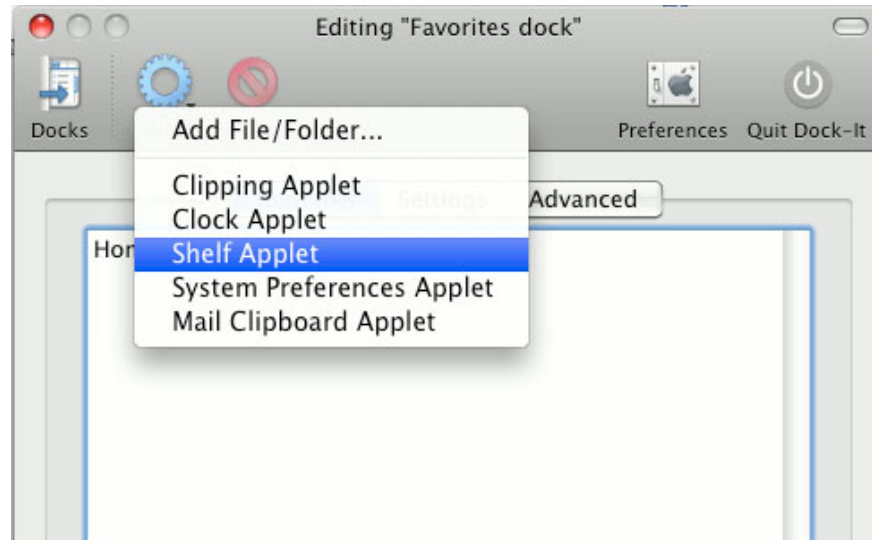 Editing "Favorites dock"
Docks
Preferences Quit Dock-It
Add File/Folder...
Clipping Applet
Clock Applet
Shelf Applet
System Preferences Applet
Mail Clipboard Applet
Settings Advanced